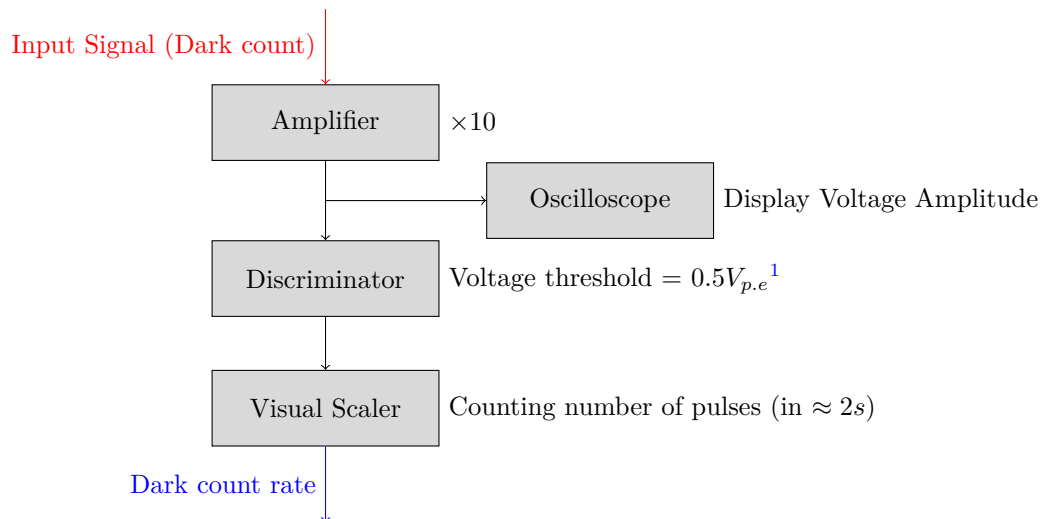 Input Signal (Dark count)
Amplifier
×10
Oscilloscope
Display Voltage Amplitude
Discriminator
Voltage threshold = 0.5V_{p.e}^1
Visual Scaler
Counting number of pulses (in ≈ 2s)
Dark count rate